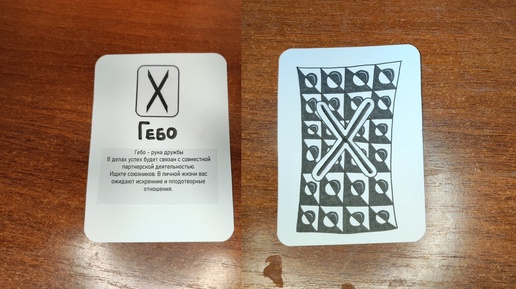 ГЕБО
Гебо - руна дружбы
В делах успех будет связан с совместной
партнерской деятельностью.
Ищите союзников. В личной жизни вас
ожидают искренние и плодотворные
отношения.